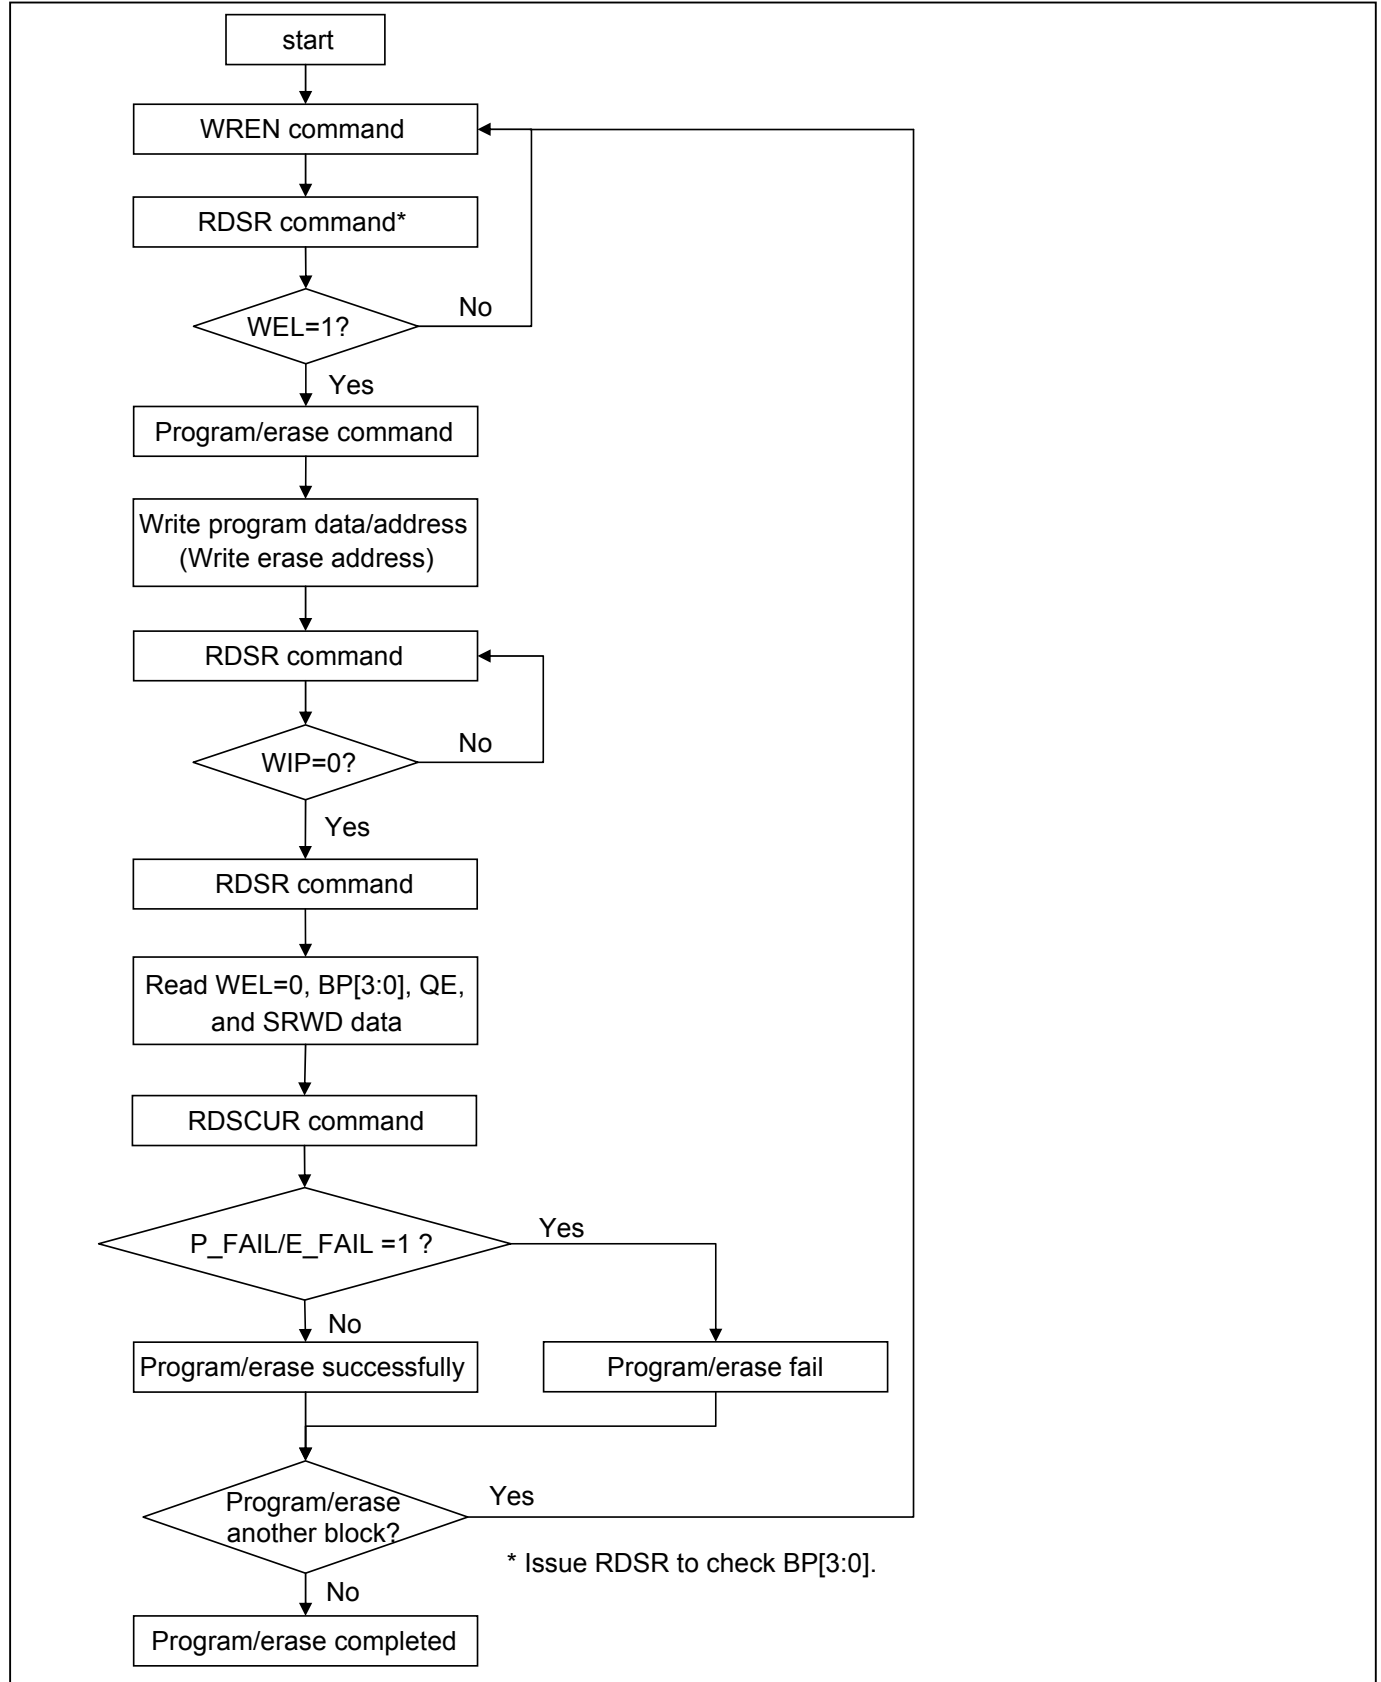 start
WREN command
RDSR command*
WEL=1?
No
Yes
Program/erase command
Write program data/address
(Write erase address)
RDSR command
WIP=0?
No
Yes
RDSR command
Read WEL=0, BP[3:0], QE,
and SRWD data
RDSCUR command
P_FAIL/E_FAIL =1 ?
Yes
No
Program/erase successfully
Program/erase fail
Program/erase
another block?
Yes
* Issue RDSR to check BP[3:0].
No
Program/erase completed